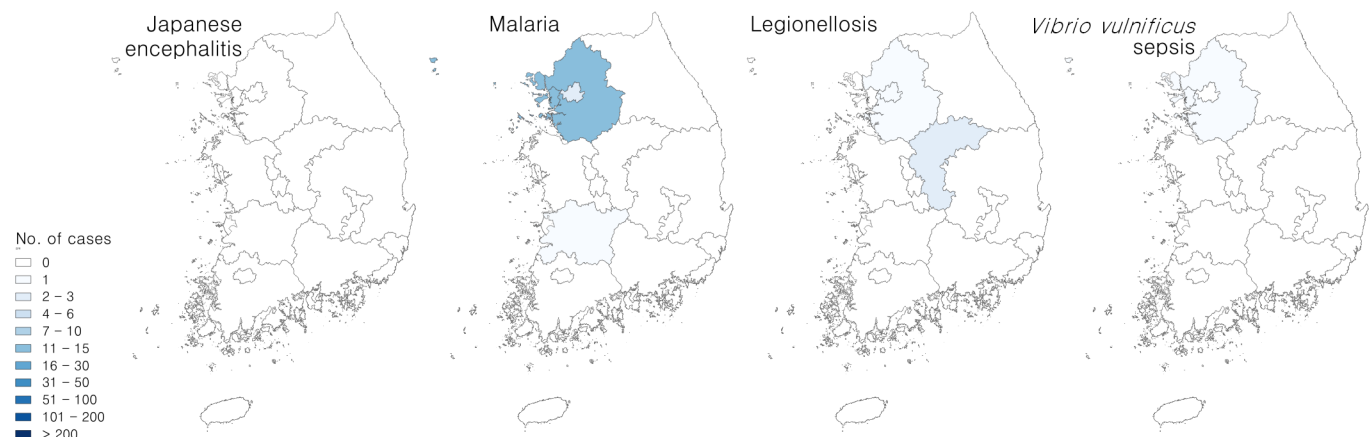 Japanese
encephalitis
Malaria
Legionellosis
Vibrio vulnificus
sepsis
No. of cases
0
1
2 – 3
4 – 6
7 – 10
11 – 15
16 – 30
31 – 50
51 – 100
101 – 200
> 200